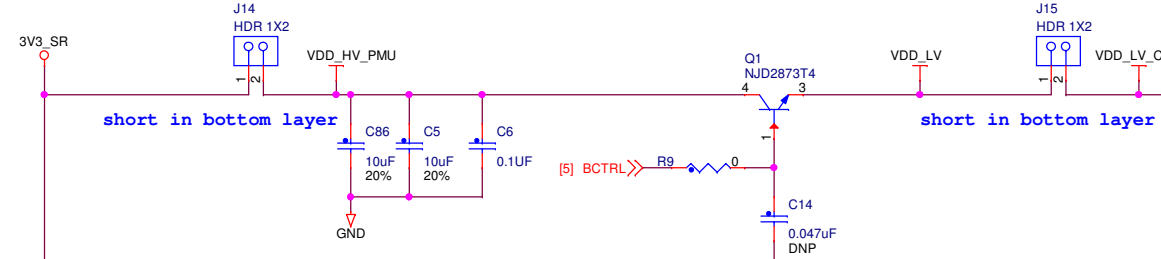 J14
HDR 1X2
J15
HDR 1X2
3V3_SR
VDD_HV_PMU
Q1
NJD2873T4
VDD_LV
VDD_LV_C
1
2
4
3
1
2
short in bottom layer
short in bottom layer
C86
10uF
20%
C5
10uF
20%
C6
0.1UF
1
[5] BCTRL
R9
0
C14
0.047uF
DNP
GND